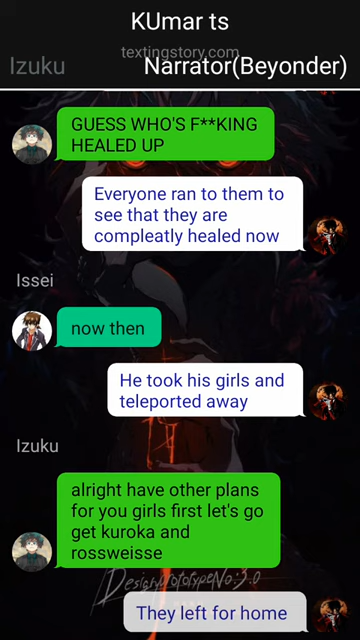 KUmar ts
textingstory.com
Izuku
Narrator(Beyonder)
GUESS WHO'S F**KING
HEALED UP
Everyone ran to them to
see that they are
compleatly healed now
Issei
now then
He took his girls and
teleported away
Izuku
alright have other plans
for you girls first let's go
get kuroka and
rossweisse
They left for home